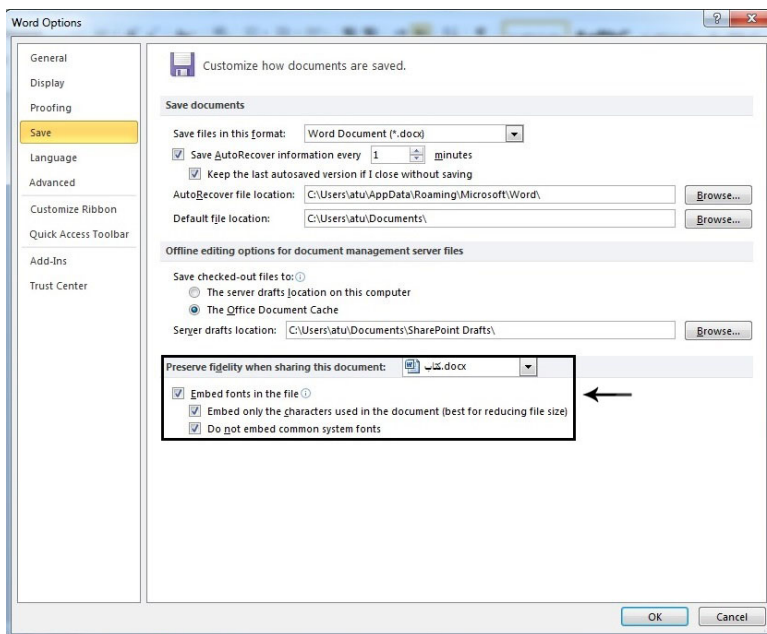 Word Options
General
Display
Proofing
Save
Language
Advanced
Customize Ribbon
Quick Access Toolbar
Add-Ins
Trust Center
Customize how documents are saved.
Save documents
Save files in this format: Word Document (*.docx)
Save AutoRecover information every 1 minutes
Keep the last autosaved version if I close without saving
AutoRecover file location: C:\Users\atu\AppData\Roaming\Microsoft\Word\ Browse...
Default file location: C:\Users\atu\Documents\ Browse...
Offline editing options for document management server files
Save checked-out files to:
The server drafts location on this computer
The Office Document Cache
Server drafts location: C:\Users\atu\Documents\SharePoint Drafts\ Browse...
Preserve fidelity when sharing this document: کتاب.docx
Embed fonts in the file
Embed only the characters used in the document (best for reducing file size)
Do not embed common system fonts
OK Cancel